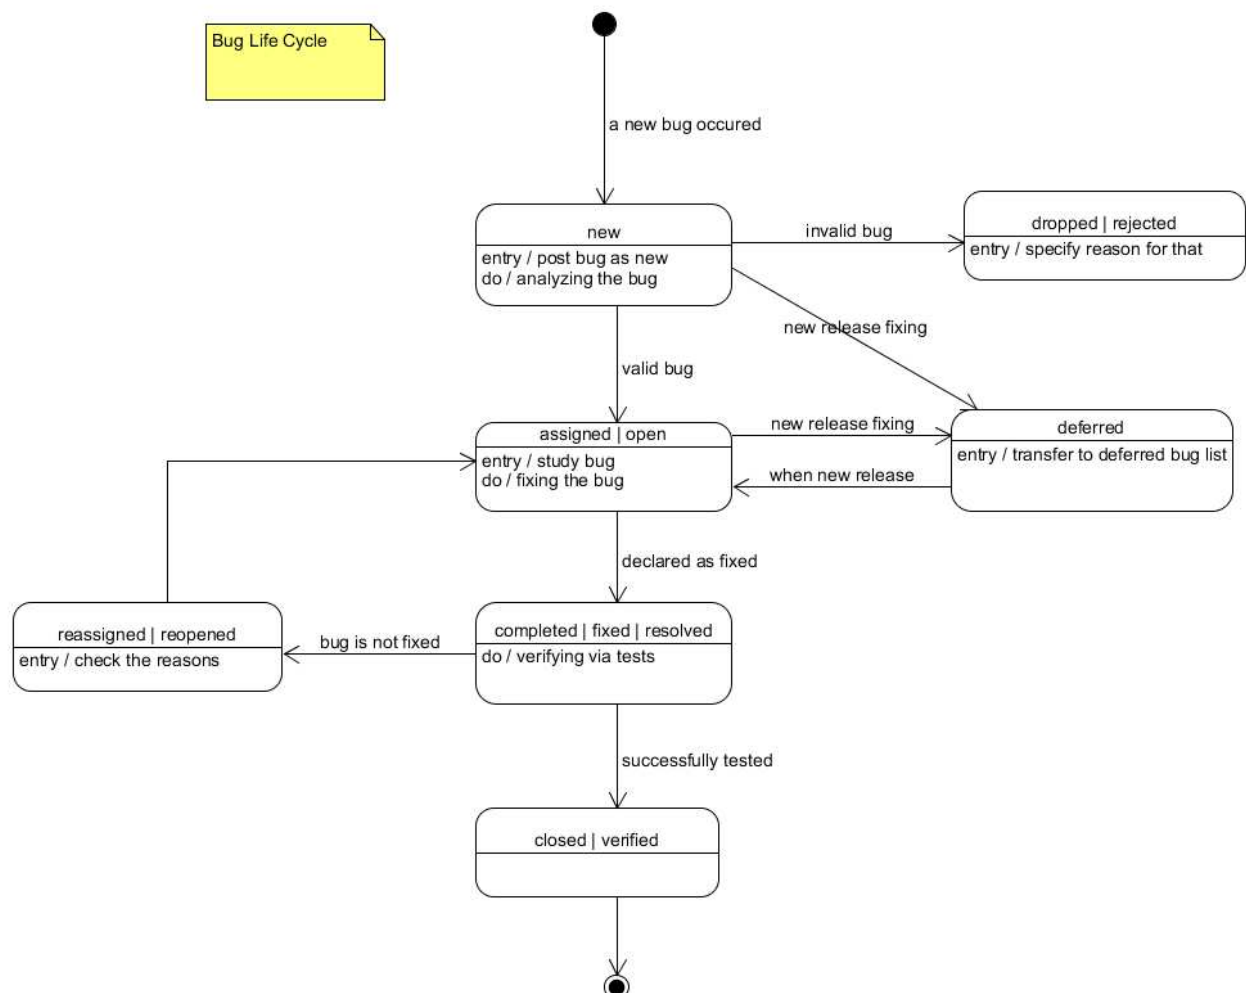 Bug Life Cycle
a new bug occured
new
entry / post bug as new
do / analyzing the bug
invalid bug
dropped | rejected
entry / specify reason for that
new release fixing
valid bug
assigned | open
entry / study bug
do / fixing the bug
new release fixing
when new release
deferred
entry / transfer to deferred bug list
declared as fixed
reassigned | reopened
entry / check the reasons
bug is not fixed
completed | fixed | resolved
do / verifying via tests
successfully tested
closed | verified